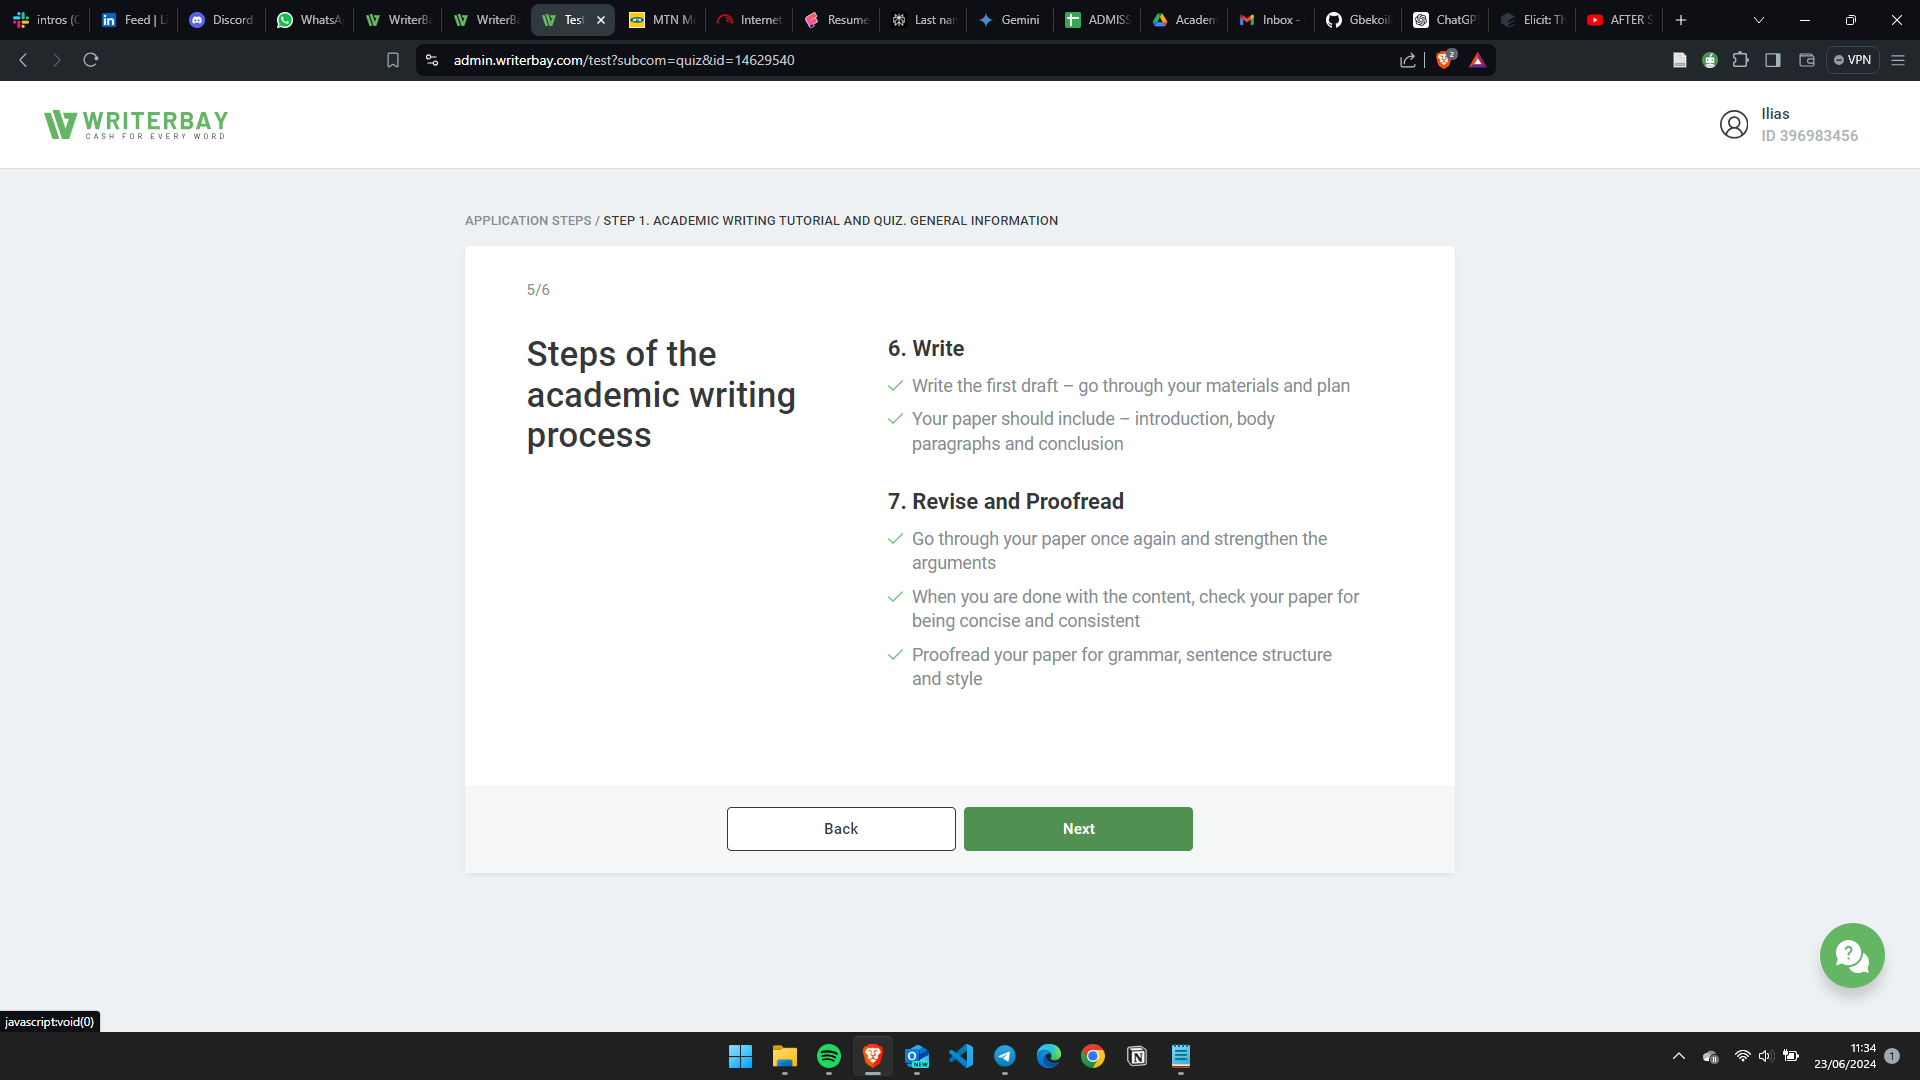 intros (
Feed | L
Discord
WhatsA
WriterBa
WriterBa
Test
MTN M
Internet
Resume
Last nan
Gemini
ADMISS
Academ
Inbox -
Gbekoil
ChatGP
Elicit: Th
AFTER S
admin.writerbay.com/test?subcom=quiz&id=14629540
2
VPN
WRITERBAY
CASH FOR EVERY WORD
Ilias
ID 396983456
APPLICATION STEPS / STEP 1. ACADEMIC WRITING TUTORIAL AND QUIZ. GENERAL INFORMATION
5/6
Steps of the
academic writing
process
6. Write
Write the first draft – go through your materials and plan
Your paper should include – introduction, body
paragraphs and conclusion
7. Revise and Proofread
Go through your paper once again and strengthen the
arguments
When you are done with the content, check your paper for
being concise and consistent
Proofread your paper for grammar, sentence structure
and style
Back
Next
javascript:void(0)
11:34
23/06/2024
1